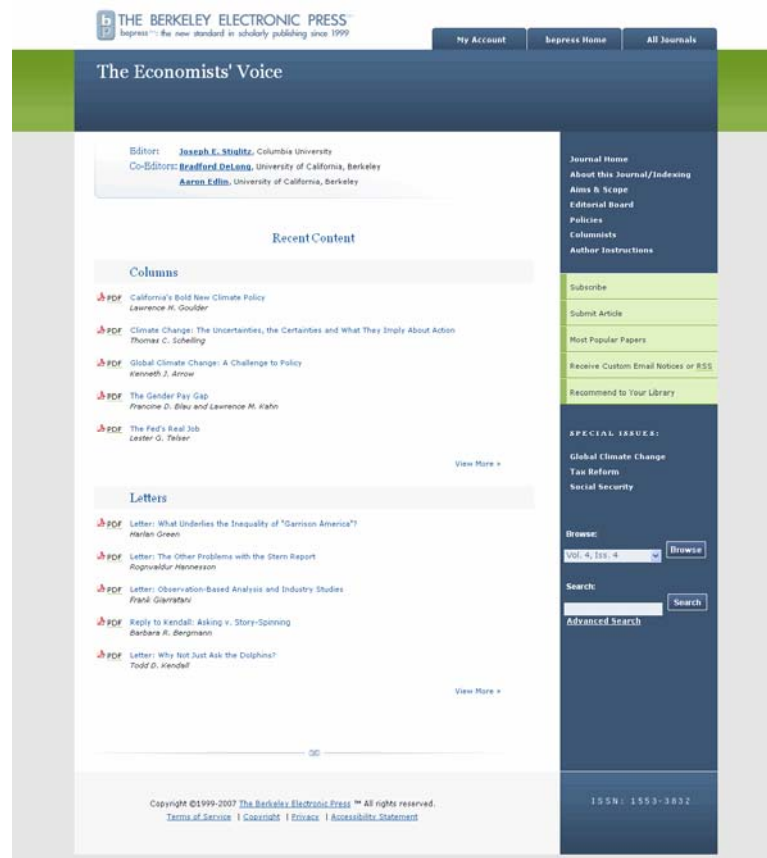 THE BERKELEY ELECTRONIC PRESS™
bepress™: the new standard in scholarly publishing since 1999
My Account
bepress Home
All Journals
The Economists' Voice
Editor: Joseph E. Stiglitz, Columbia University
Co-Editors: Bradford DeLong, University of California, Berkeley
Aaron Edlin, University of California, Berkeley
Recent Content
Columns
PDF California's Bold New Climate Policy
Lawrence H. Goulder
PDF Climate Change: The Uncertainties, the Certainties and What They Imply About Action
Thomas C. Schelling
PDF Global Climate Change: A Challenge to Policy
Kenneth J. Arrow
PDF The Gender Pay Gap
Francine D. Blau and Lawrence M. Kahn
PDF The Fed's Real Job
Lester G. Telser
View More »
Letters
PDF Letter: What Underlies the Inequality of "Garrison America"?
Harlan Green
PDF Letter: The Other Problems with the Stern Report
Rognvaldur Hannesson
PDF Letter: Observation-Based Analysis and Industry Studies
Frank Giarratani
PDF Reply to Kendall: Asking v. Story-Spinning
Barbara R. Bergmann
PDF Letter: Why Not Just Ask the Dolphins?
Todd D. Kendall
View More »
Journal Home
About this Journal/Indexing
Aims & Scope
Editorial Board
Policies
Columnists
Author Instructions
Subscribe
Submit Article
Most Popular Papers
Receive Custom Email Notices or RSS
Recommend to Your Library
SPECIAL ISSUES:
Global Climate Change
Tax Reform
Social Security
Browse:
Vol. 4, Iss. 4
Browse
Search:
Search
Advanced Search
Copyright ©1999-2007 The Berkeley Electronic Press ™ All rights reserved.
Terms of Service | Copyright | Privacy | Accessibility Statement
ISSN: 1553-3832